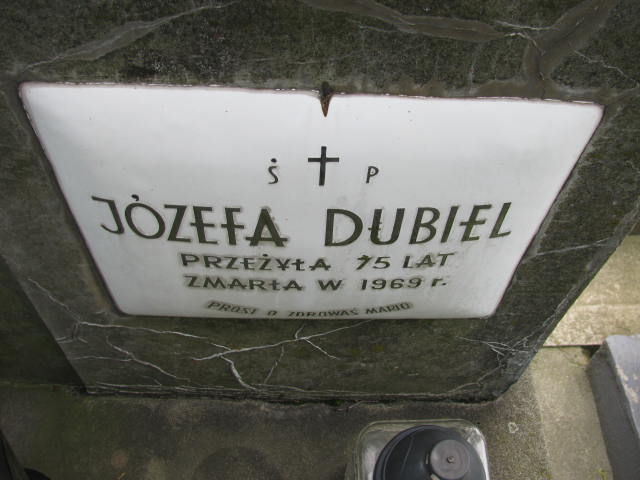 Ś P
JÓZEFA DUBIEL
PRZEŻYŁA 75 LAT
ZMARŁA W 1969 r.
PROSI O ZDROWAŚ MARIO